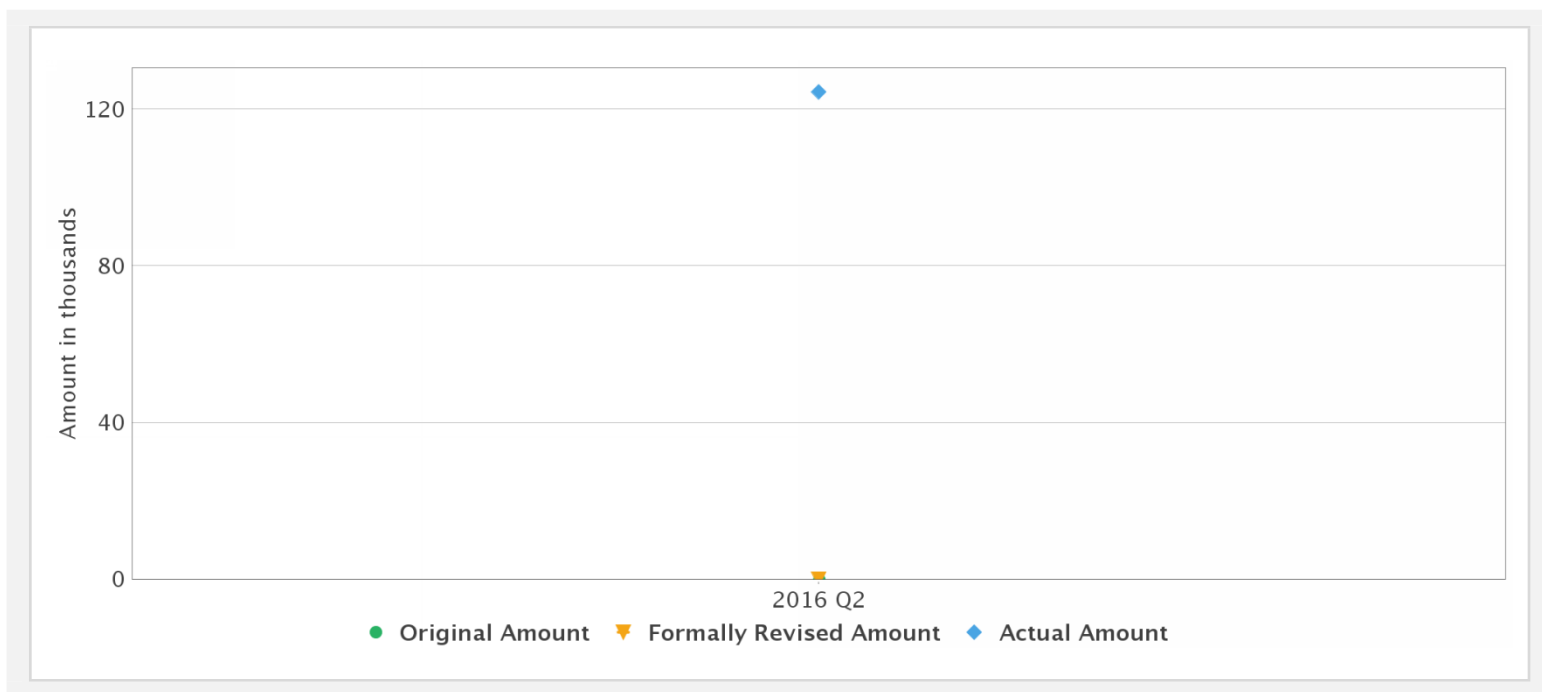 120
80
40
0
Amount in thousands
2016 Q2
Original Amount Formally Revised Amount Actual Amount